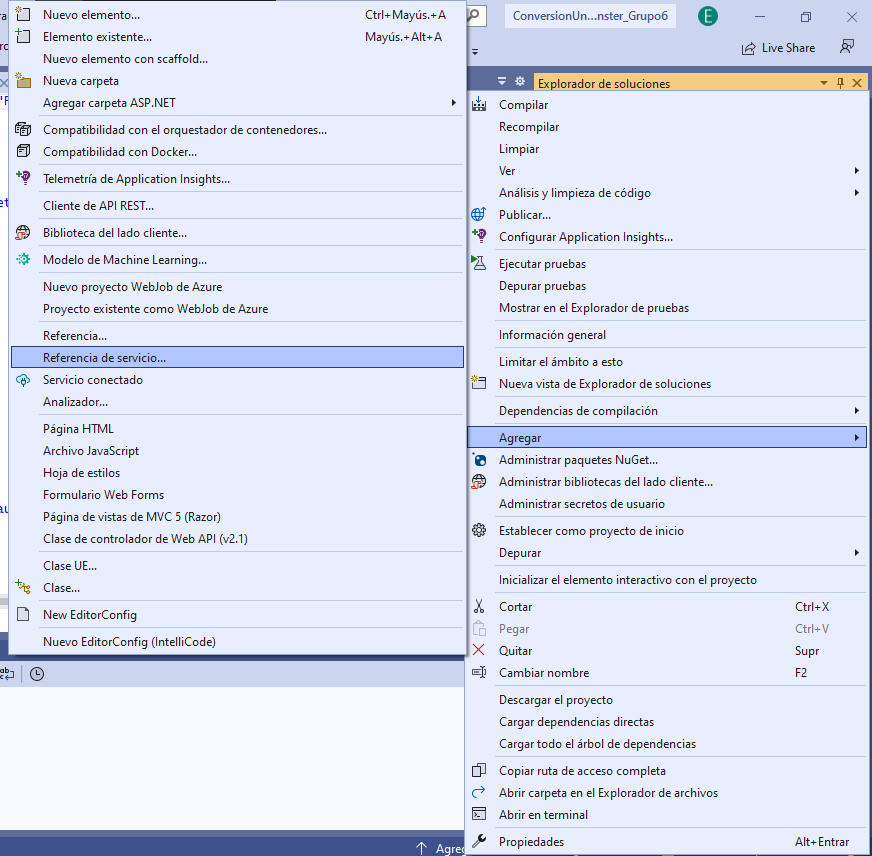 Nuevo elemento... Ctrl+Mayús.+A
Elemento existente... Mayús.+Alt+A
Nuevo elemento con scaffold...
Nueva carpeta
Agregar carpeta ASP.NET
Compatibilidad con el orquestador de contenedores...
Compatibilidad con Docker...
Telemetría de Application Insights...
Cliente de API REST...
Biblioteca del lado cliente...
Modelo de Machine Learning...
Nuevo proyecto WebJob de Azure
Proyecto existente como WebJob de Azure
Referencia...
Referencia de servicio...
Servicio conectado
Analizador...
Página HTML
Archivo JavaScript
Hoja de estilos
Formulario Web Forms
Página de vistas de MVC 5 (Razor)
Clase de controlador de Web API (v2.1)
Clase UE...
Clase...
New EditorConfig
Nuevo EditorConfig (IntelliCode)
ConversionUn...nster_Grupo6
E
Live Share
Explorador de soluciones
Compilar
Recompilar
Limpiar
Ver
Análisis y limpieza de código
Publicar...
Configurar Application Insights...
Ejecutar pruebas
Depurar pruebas
Mostrar en el Explorador de pruebas
Información general
Limitar el ámbito a esto
Nueva vista de Explorador de soluciones
Dependencias de compilación
Agregar
Administrar paquetes NuGet...
Administrar bibliotecas del lado cliente...
Administrar secretos de usuario
Establecer como proyecto de inicio
Depurar
Inicializar el elemento interactivo con el proyecto
Cortar Ctrl+X
Pegar Ctrl+V
Quitar Supr
Cambiar nombre F2
Descargar el proyecto
Cargar dependencias directas
Cargar todo el árbol de dependencias
Copiar ruta de acceso completa
Abrir carpeta en el Explorador de archivos
Abrir en terminal
Propiedades Alt+Entrar